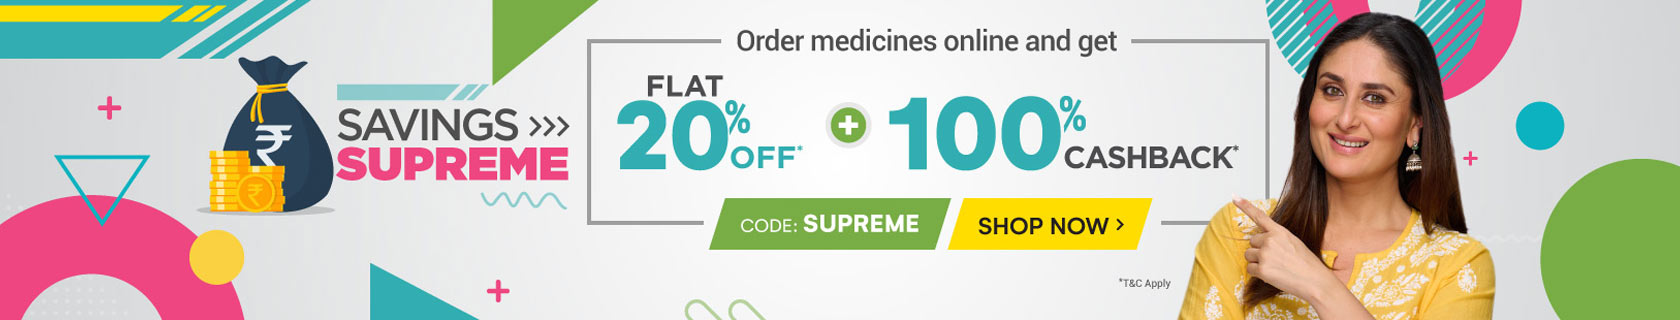 ₹
₹
SAVINGS >>>
SUPREME
Order medicines online and get
FLAT
20% OFF*
+
100% CASHBACK*
CODE: SUPREME
SHOP NOW >
*T&C Apply